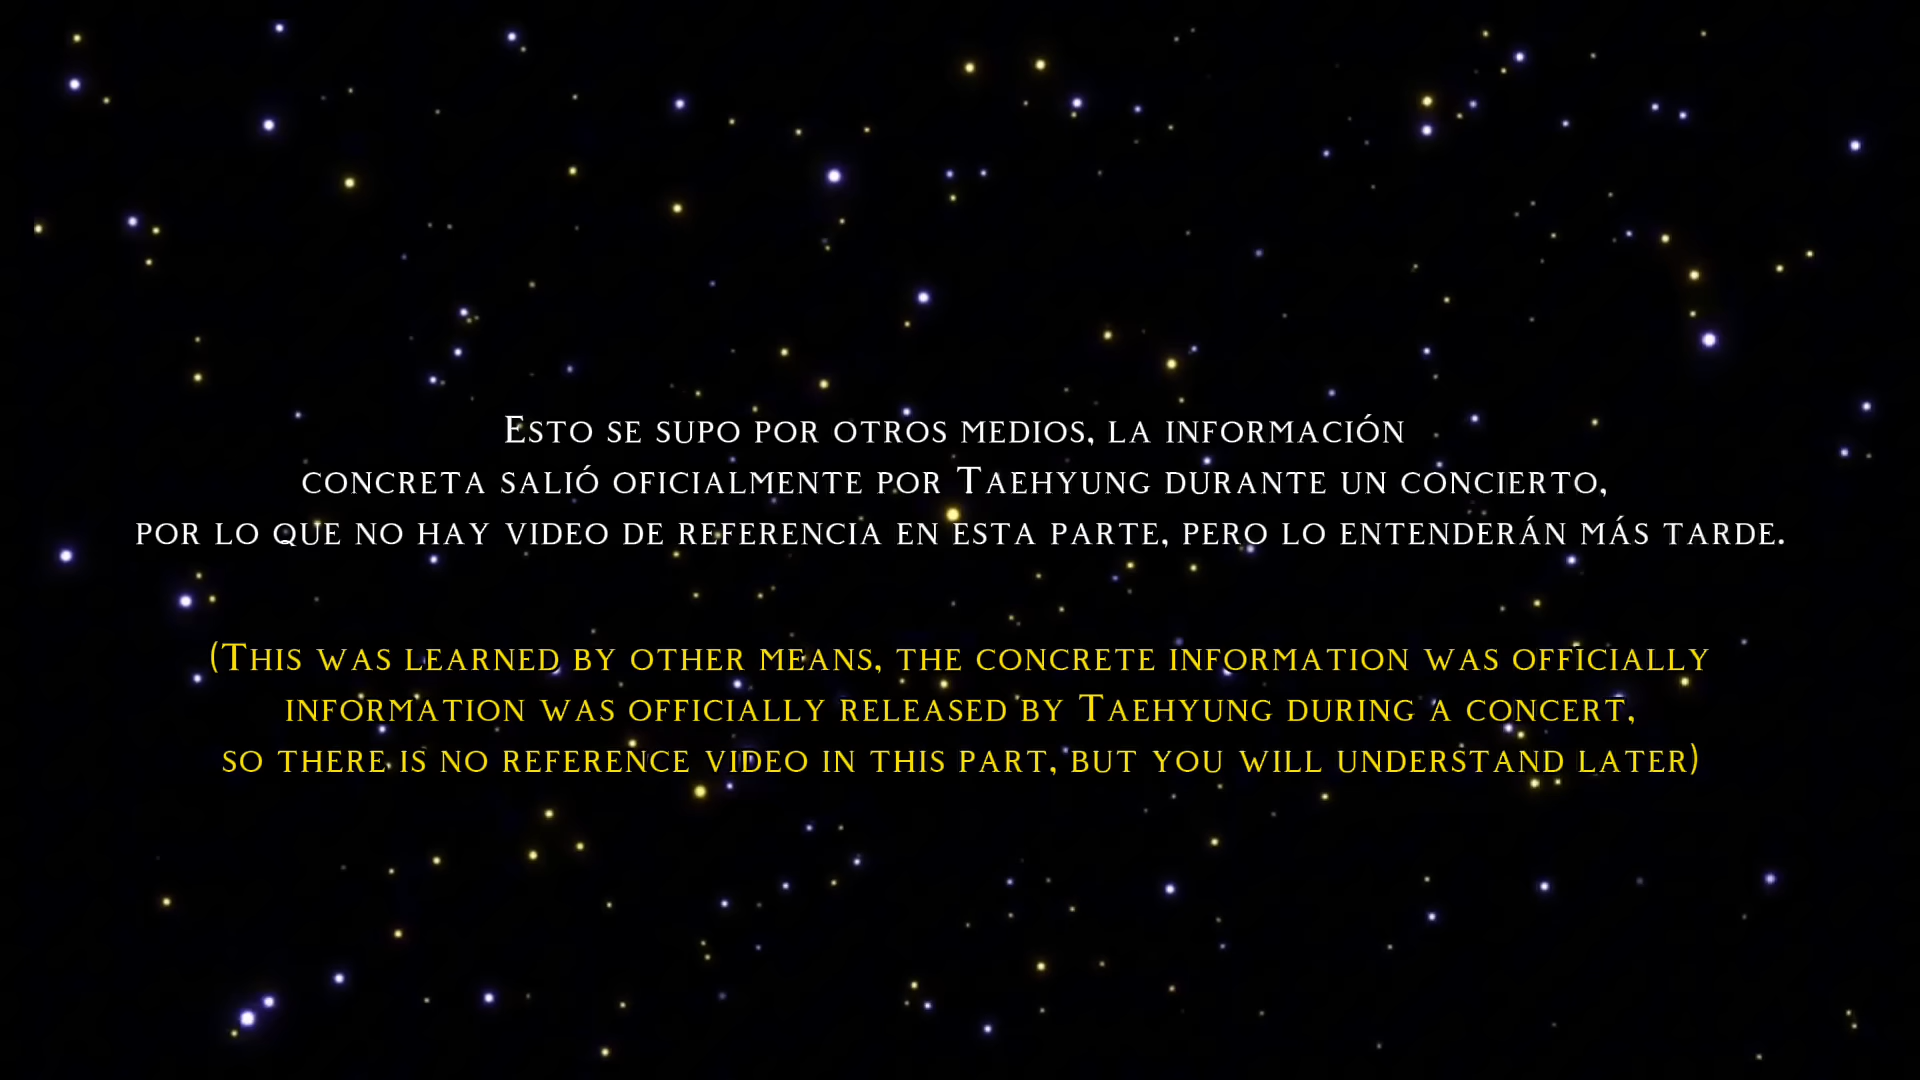 Esto se supo por otros medios, la información
concreta salió oficialmente por Taehyung durante un concierto,
por lo que no hay video de referencia en esta parte, pero lo entenderán más tarde.
(This was learned by other means, the concrete information was officially
information was officially released by Taehyung during a concert,
so there is no reference video in this part, but you will understand later)